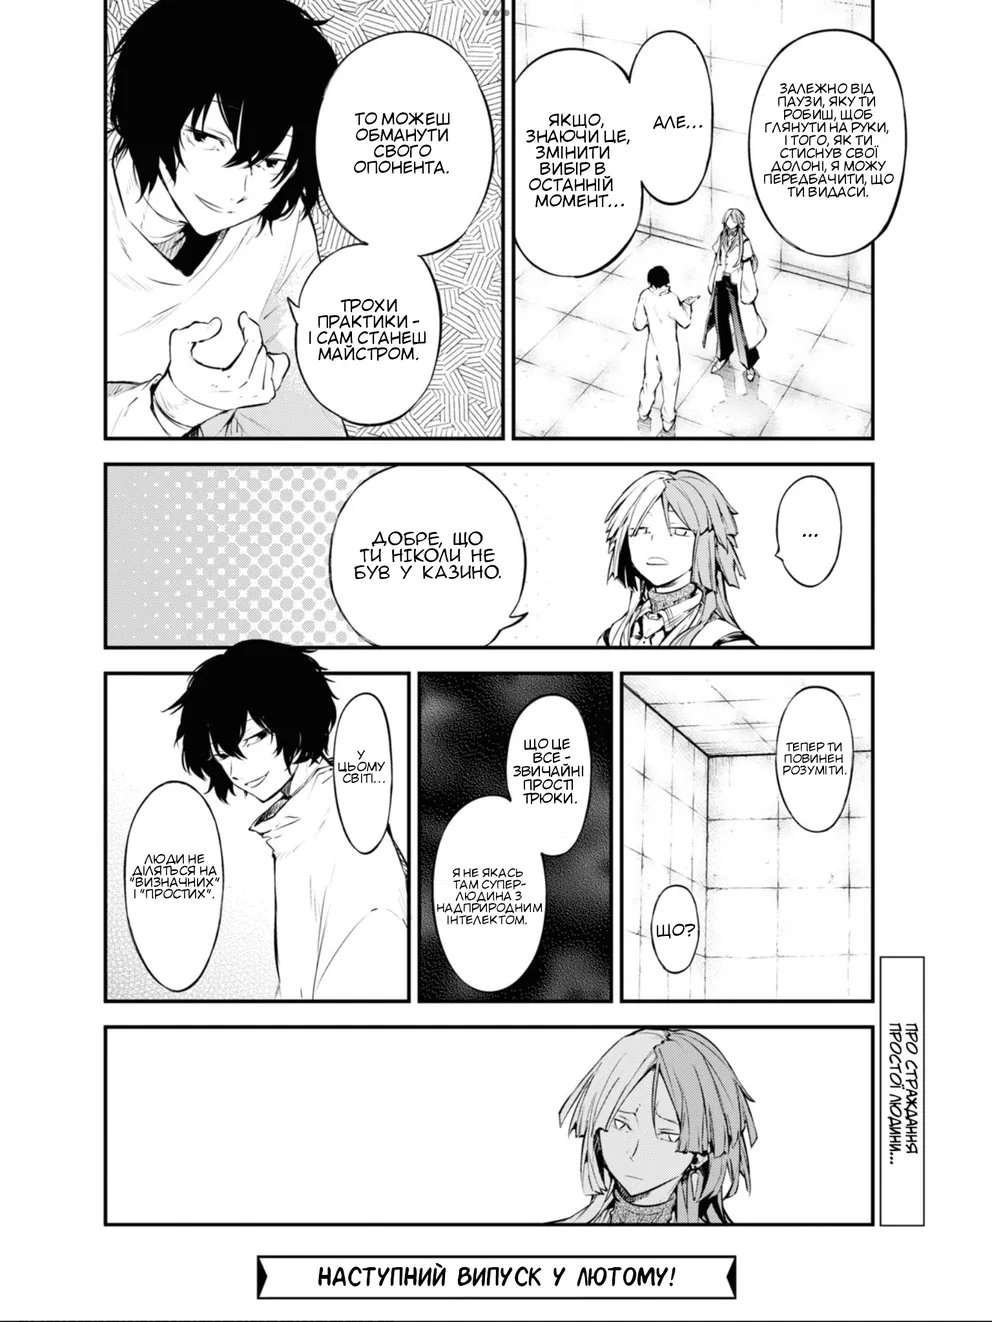 ЗАЛЕЖНО ВІД
ПАУЗИ, ЯКУ ТИ
РОБИШ, ЩОБ
ГЛЯНУТИ НА РУКИ,
І ТОГО, ЯК ТИ
СТИСНУВ СВОЇ
ДОЛОНІ, Я МОЖУ
ПЕРЕДБАЧИТИ, ЩО
ТИ ВИДАСИ.
АЛЕ...
ЯКЩО,
ЗНАЮЧИ ЦЕ,
ЗМІНИТИ
ВИБІР В
ОСТАННІЙ
МОМЕНТ...
ТО МОЖЕШ
ОБМАНУТИ
СВОГО
ОПОНЕНТА.
ТРОХИ
ПРАКТИКИ -
І САМ СТАНЕШ
МАЙСТРОМ.
...
ДОБРЕ, ЩО
ТИ НІКОЛИ НЕ
БУВ У КАЗИНО.
ТЕПЕР ТИ
ПОВИНЕН
РОЗУМІТИ.
ЩО?
ЩО ЦЕ
ВСЕ -
ЗВИЧАЙНІ
ПРОСТІ
ТРЮКИ.
Я НЕ ЯКАСЬ
ТАМ СУПЕР-
ЛЮДИНА З
НАДПРИРОДНИМ
ІНТЕЛЕКТОМ.
У
ЦЬОМУ
СВІТІ...
ЛЮДИ НЕ
ДІЛЯТЬСЯ НА
"ВИЗНАЧНИХ"
І "ПРОСТИХ".
ПРО СТРАЖДАННЯ
ПРОСТОЇ ЛЮДИНИ...
НАСТУПНИЙ ВИПУСК У ЛЮТОМУ!